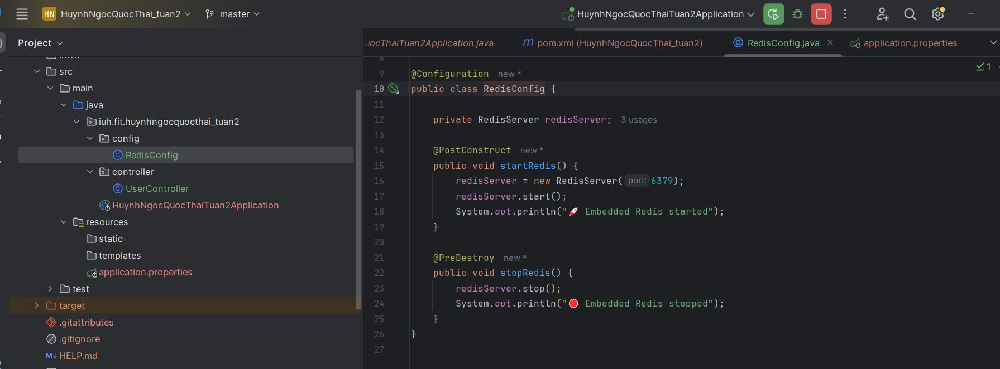 HN HuynhNgocQuocThai_tuan2 master HuynhNgocQuocThaiTuan2Application
Project
src
main
java
iuh.fit.huynhngocquocthai_tuan2
config
RedisConfig
controller
UserController
HuynhNgocQuocThaiTuan2Application
resources
static
templates
application.properties
test
target
.gitattributes
.gitignore
M↓ HELP.md
uocThaiTuan2Application.java m pom.xml (HuynhNgocQuocThai_tuan2) RedisConfig.java application.properties
8
1
9 @Configuration new *
10 public class RedisConfig {
11
12 private RedisServer redisServer; 3 usages
13
14 @PostConstruct new *
15 public void startRedis() {
16 redisServer = new RedisServer( port: 6379);
17 redisServer.start();
18 System.out.println("🚀 Embedded Redis started");
19 }
20
21 @PreDestroy new *
22 public void stopRedis() {
23 redisServer.stop();
24 System.out.println("🛑 Embedded Redis stopped");
25 }
26 }
27